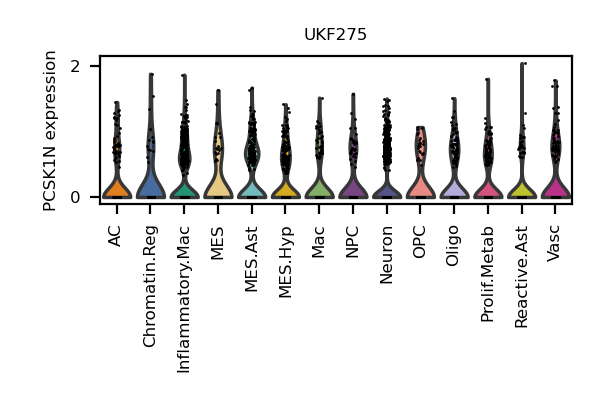 UKF275
PCSK1N expression
2
0
AC
Chromatin.Reg
Inflammatory.Mac
MES
MES.Ast
MES.Hyp
Mac
NPC
Neuron
OPC
Oligo
Prolif.Metab
Reactive.Ast
Vasc